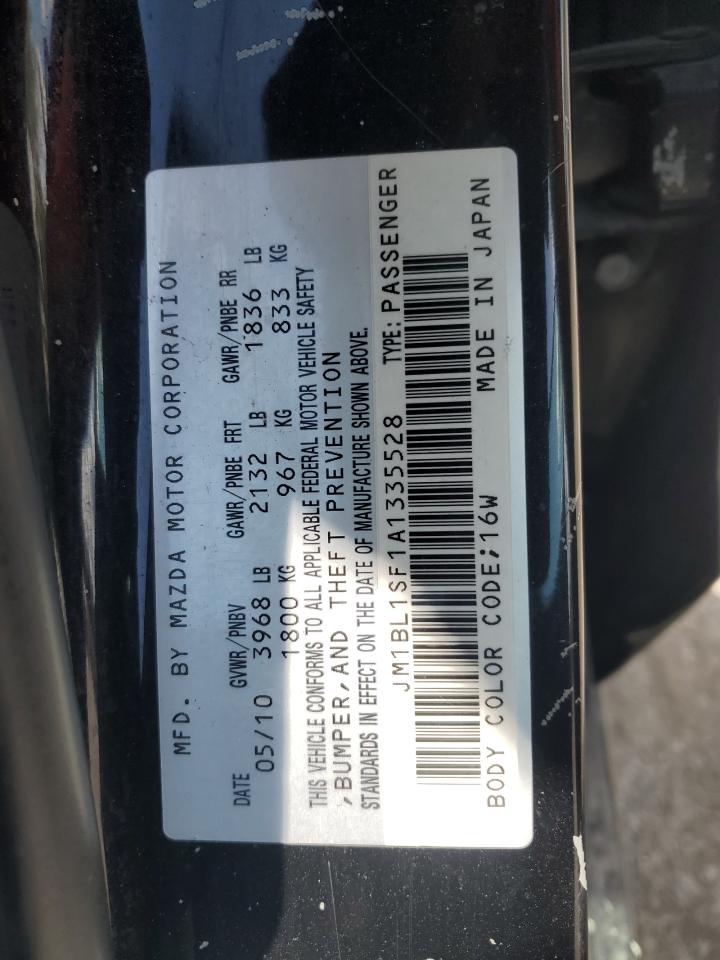 MFD. BY MAZDA MOTOR CORPORATION
DATE GVWR/PNBV GAWR/PNBE FRT GAWR/PNBE RR
05/10 3968 LB 2132 LB 1836 LB
1800 KG 967 KG 833 KG
THIS VEHICLE CONFORMS TO ALL APPLICABLE FEDERAL MOTOR VEHICLE SAFETY
,BUMPER,AND THEFT PREVENTION
STANDARDS IN EFFECT ON THE DATE OF MANUFACTURE SHOWN ABOVE.
JM1BL1SF1A1335528 TYPE:PASSENGER
BODY COLOR CODE;16W MADE IN JAPAN